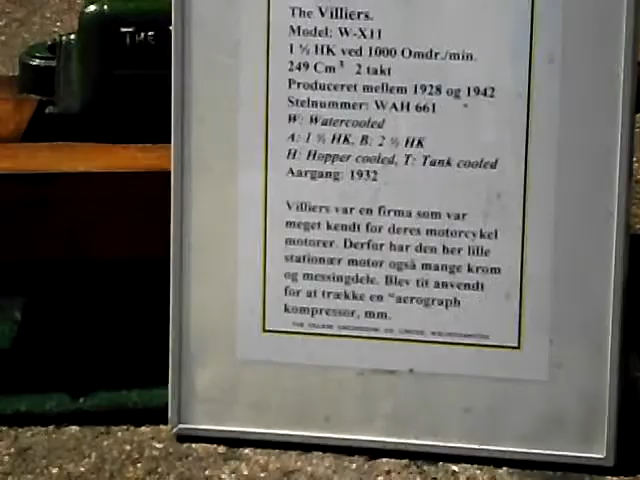 THE
The Villiers.
Model: W-X11
1 ½ HK ved 1000 Omdr./min.
249 Cm³ 2 takt
Produceret mellem 1928 og 1942
Stelnummer: WAH 661
W: Watercooled
A: 1 ½ HK, B: 2 ½ HK
H: Hopper cooled, T: Tank cooled
Aargang: 1932
Villiers var en firma som var
meget kendt for deres motorcykel
motorer. Derfor har den her lille
stationær motor også mange krom
og messingdele. Blev tit anvendt
for at trække en "aerograph
kompressor, mm.